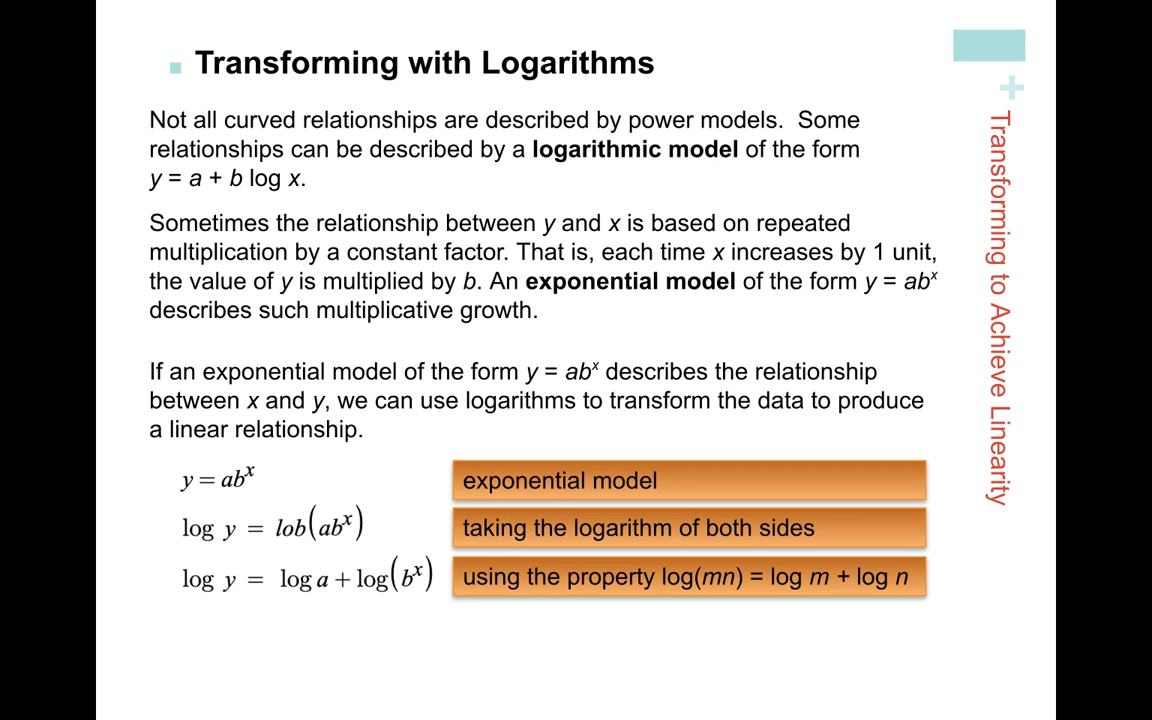 Transforming with Logarithms
Not all curved relationships are described by power models. Some
relationships can be described by a logarithmic model of the form
y = a + b log x.
Sometimes the relationship between y and x is based on repeated
multiplication by a constant factor. That is, each time x increases by 1 unit,
the value of y is multiplied by b. An exponential model of the form y = abˣ
describes such multiplicative growth.
If an exponential model of the form y = abˣ describes the relationship
between x and y, we can use logarithms to transform the data to produce
a linear relationship.
y = abˣ exponential model
log y = lob(abˣ) taking the logarithm of both sides
log y = log a + log(bˣ) using the property log(mn) = log m + log n
+
Transforming to Achieve Linearity